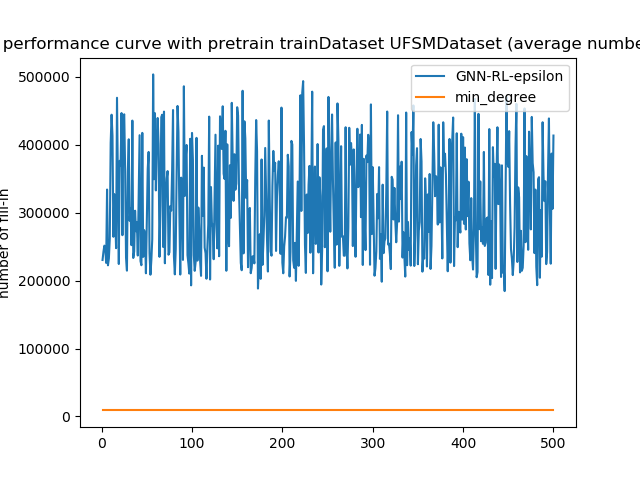 performance curve with pretrain trainDataset UFSMDataset (average numbe
GNN-RL-epsilon
min_degree
number of fill-in
500000
400000
300000
200000
100000
0
0 100 200 300 400 500